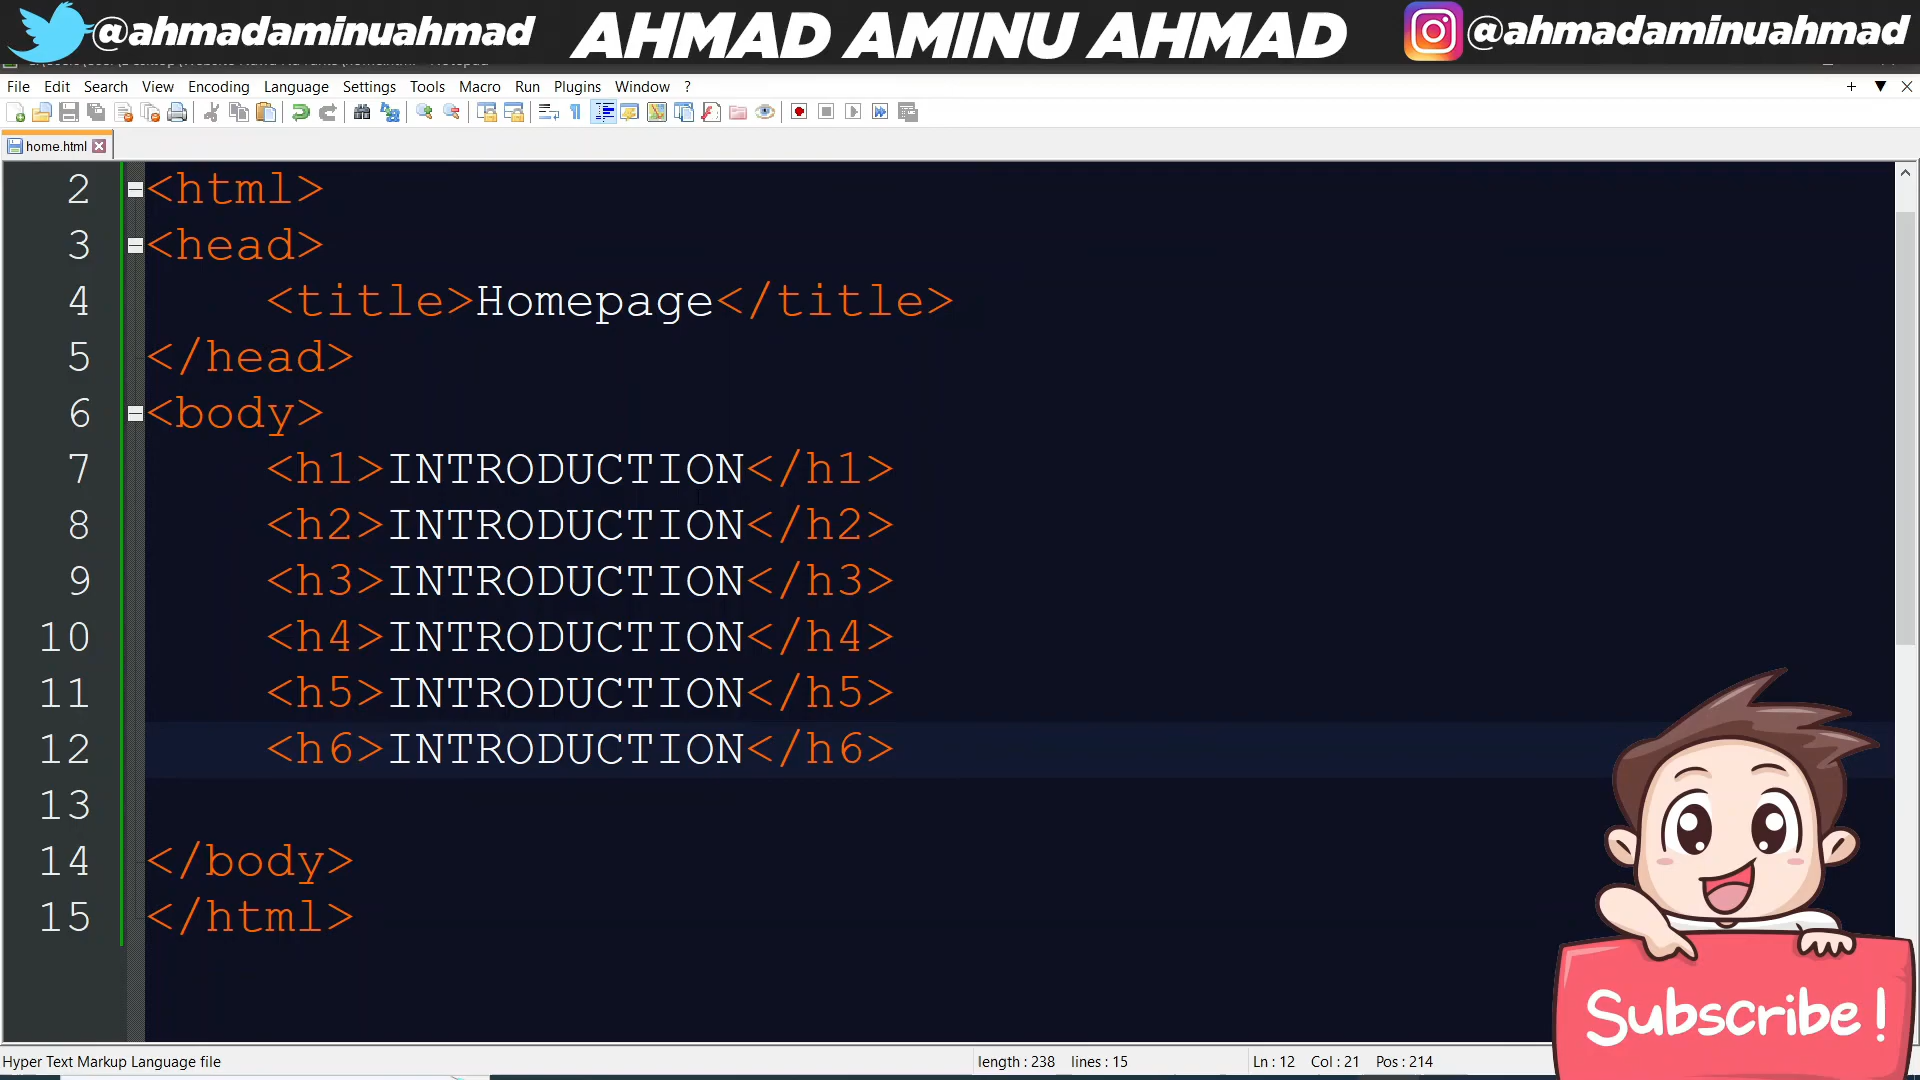 @ahmadaminuahmad AHMAD AMINU AHMAD @ahmadaminuahmad
File Edit Search View Encoding Language Settings Tools Macro Run Plugins Window ?
home.html
2 <html>
3 <head>
4 <title>Homepage</title>
5 </head>
6 <body>
7 <h1>INTRODUCTION</h1>
8 <h2>INTRODUCTION</h2>
9 <h3>INTRODUCTION</h3>
10 <h4>INTRODUCTION</h4>
11 <h5>INTRODUCTION</h5>
12 <h6>INTRODUCTION</h6>
13
14 </body>
15 </html>
Subscribe!
Hyper Text Markup Language file length : 238 lines : 15 Ln : 12 Col : 21 Pos : 214